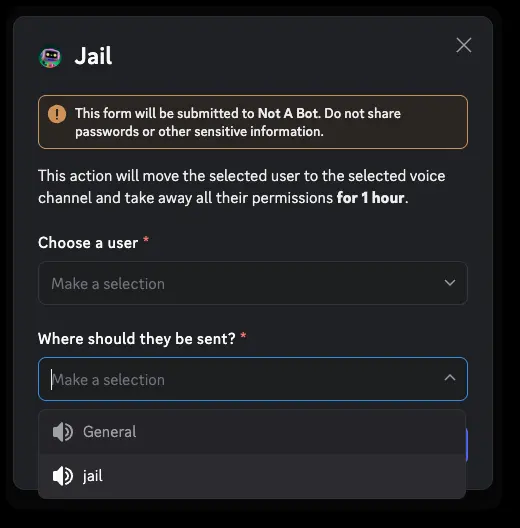 Jail
This form will be submitted to Not A Bot. Do not share
passwords or other sensitive information.
This action will move the selected user to the selected voice
channel and take away all their permissions for 1 hour.
Choose a user *
Make a selection
Where should they be sent? *
Make a selection
General
jail